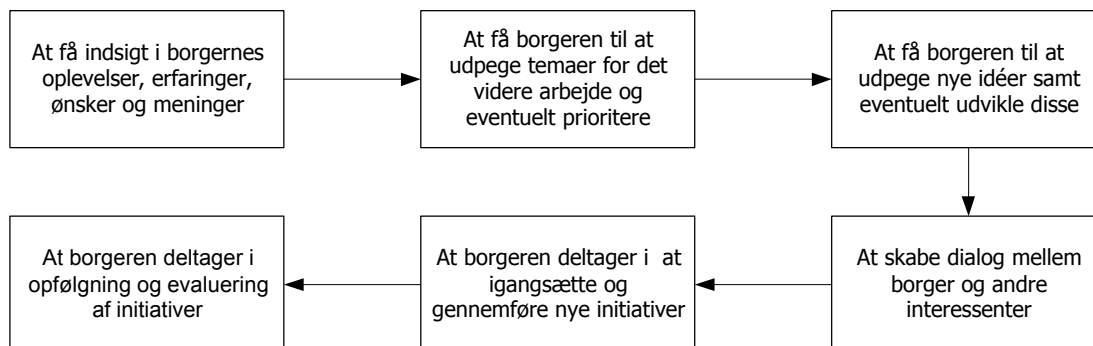 At få indsigt i borgernes
oplevelser, erfaringer,
ønsker og meninger
At få borgeren til at
udpege temaer for det
videre arbejde og
eventuelt prioritere
At få borgeren til at
udpege nye idéer samt
eventuelt udvikle disse
At skabe dialog mellem
borger og andre
interessenter
At borgeren deltager i  at
igangsætte og
gennemføre nye initiativer
At borgeren deltager i
opfølgning og evaluering
af initiativer